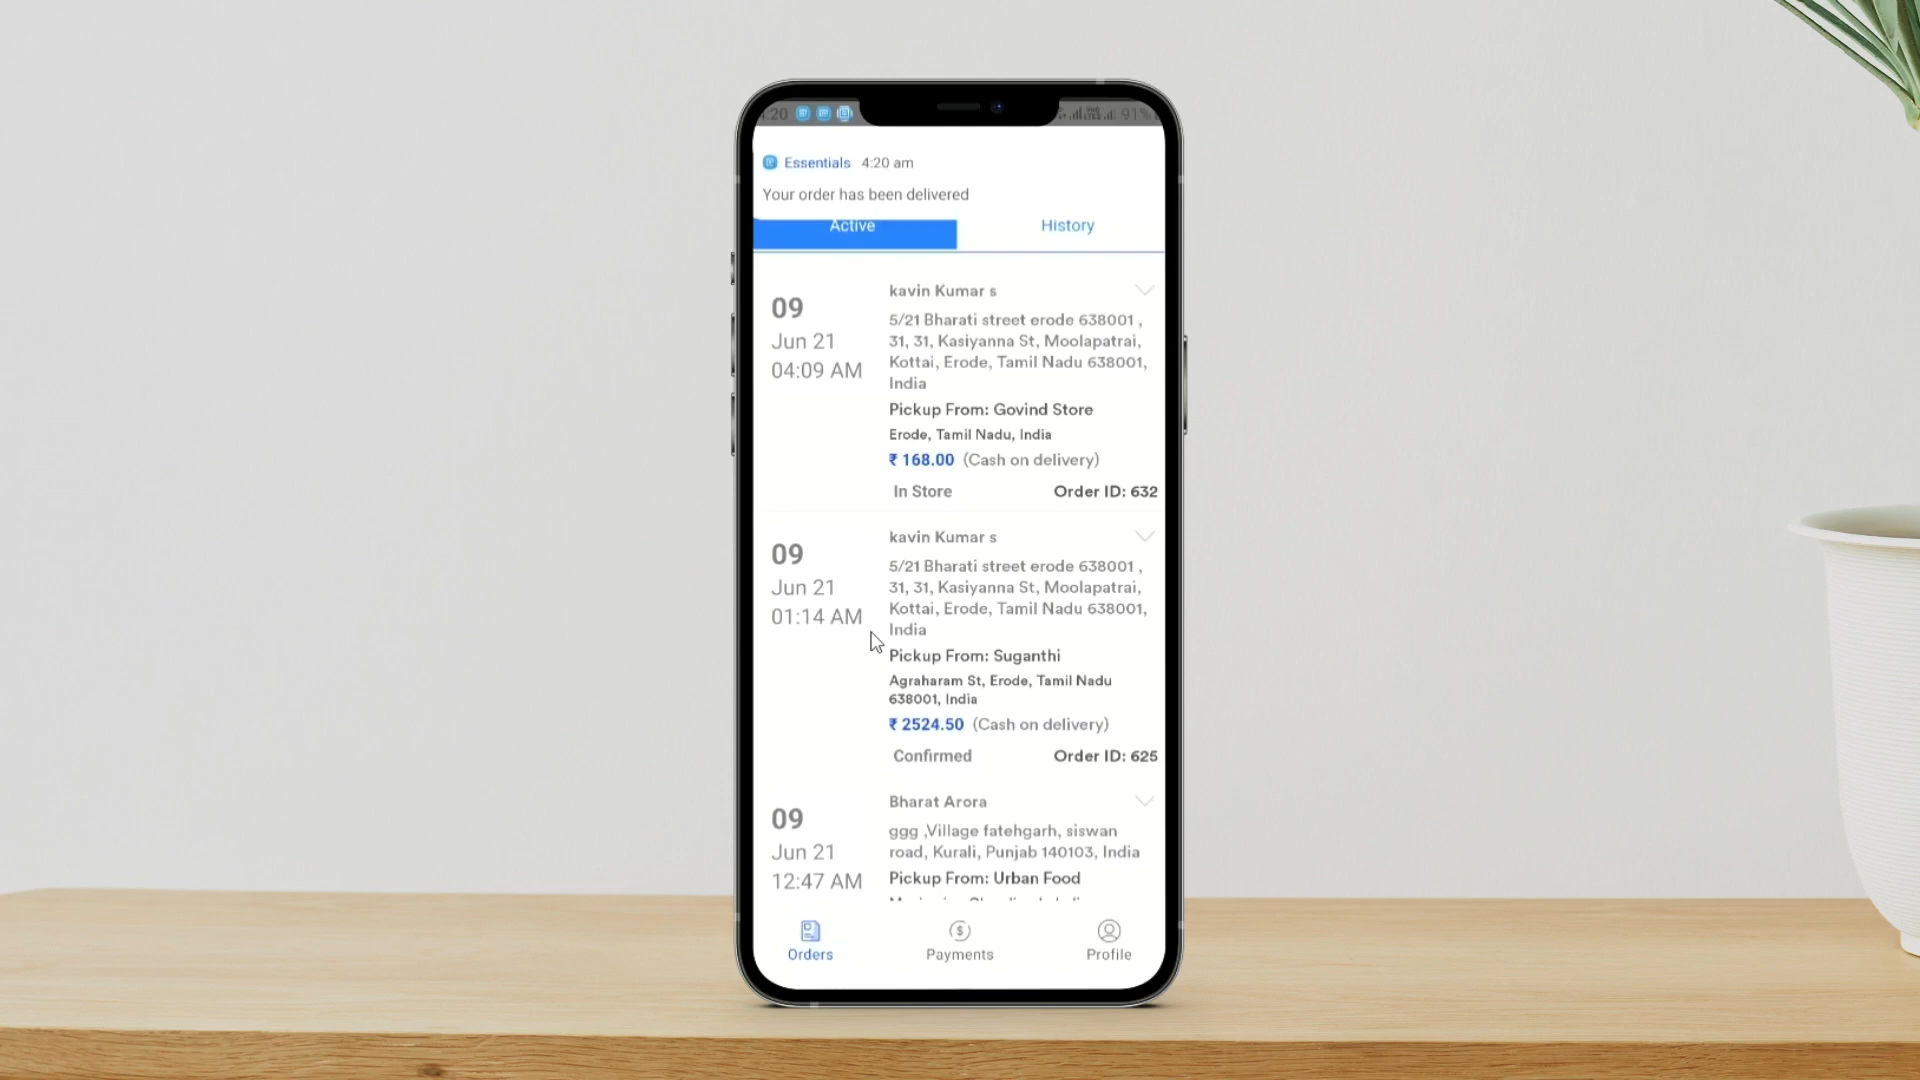 :20 91%
Essentials 4:20 am
Your order has been delivered
Active History
09
Jun 21
04:09 AM
kavin Kumar s
5/21 Bharati street erode 638001 ,
31, 31, Kasiyanna St, Moolapatrai,
Kottai, Erode, Tamil Nadu 638001,
India
Pickup From: Govind Store
Erode, Tamil Nadu, India
₹ 168.00 (Cash on delivery)
In Store Order ID: 632
09
Jun 21
01:14 AM
kavin Kumar s
5/21 Bharati street erode 638001 ,
31, 31, Kasiyanna St, Moolapatrai,
Kottai, Erode, Tamil Nadu 638001,
India
Pickup From: Suganthi
Agraharam St, Erode, Tamil Nadu
638001, India
₹ 2524.50 (Cash on delivery)
Confirmed Order ID: 625
09
Jun 21
12:47 AM
Bharat Arora
ggg ,Village fatehgarh, siswan
road, Kurali, Punjab 140103, India
Pickup From: Urban Food
Orders Payments Profile